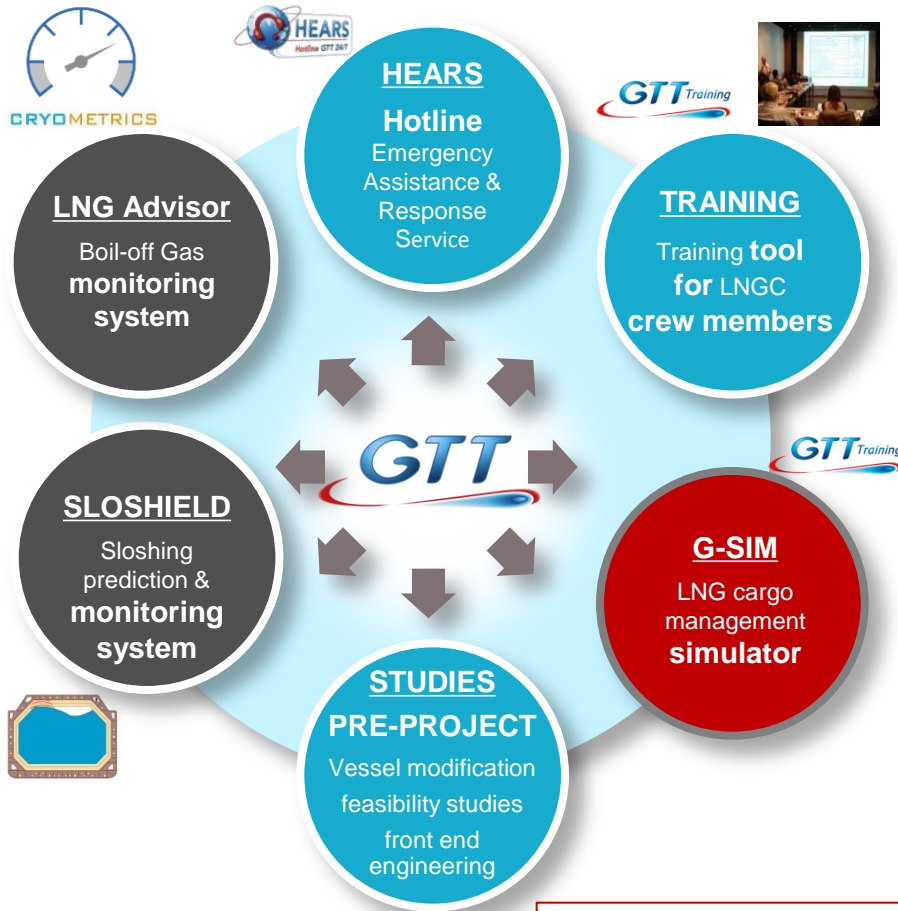 HEARS
Hotline GTT 24/7
CRYOMETRICS
HEARS
Hotline
Emergency
Assistance &
Response
Service
GTT Training
LNG Advisor
Boil-off Gas
monitoring
system
TRAINING
Training tool
for LNGC
crew members
GTT
GTT Training
SLOSHIELD
Sloshing
prediction &
monitoring
system
G-SIM
LNG cargo
management
simulator
STUDIES
PRE-PROJECT
Vessel modification
feasibility studies
front end
engineering